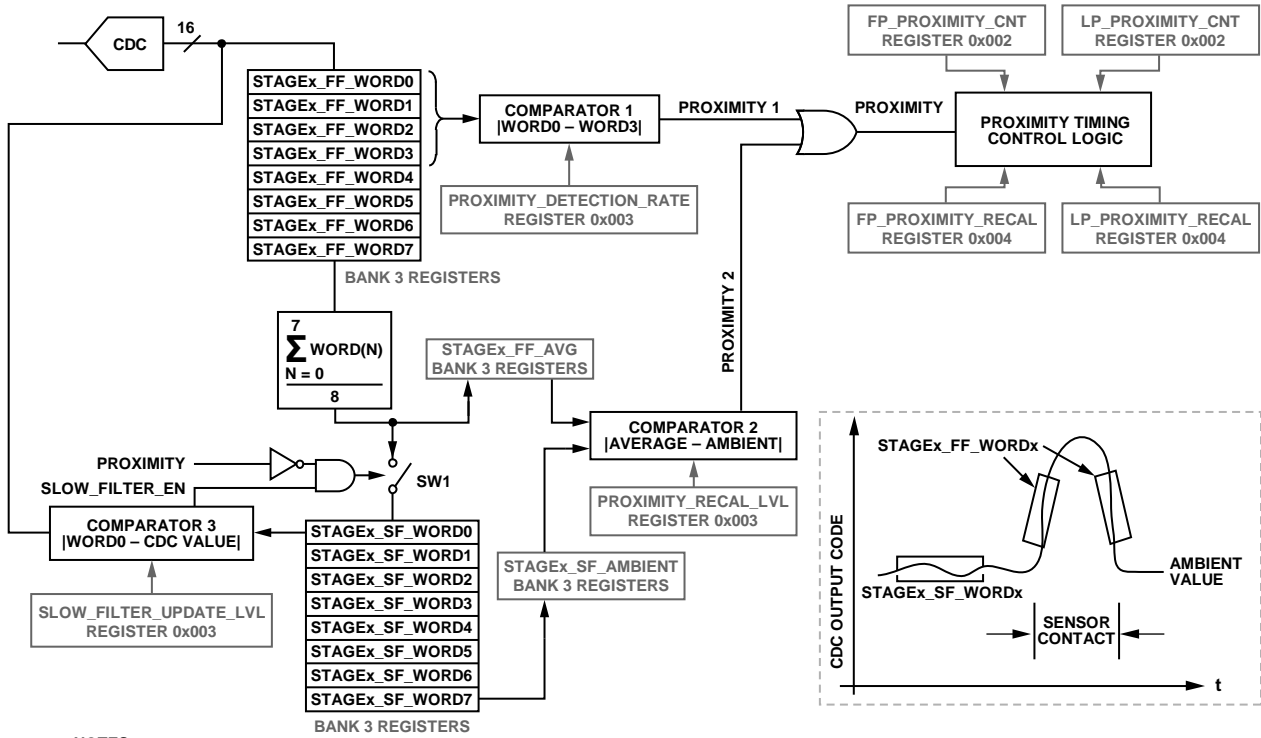 CDC
16
STAGEx_FF_WORD0
STAGEx_FF_WORD1
STAGEx_FF_WORD2
STAGEx_FF_WORD3
STAGEx_FF_WORD4
STAGEx_FF_WORD5
STAGEx_FF_WORD6
STAGEx_FF_WORD7
BANK 3 REGISTERS
COMPARATOR 1
|WORD0 – WORD3|
PROXIMITY_DETECTION_RATE
REGISTER 0x003
PROXIMITY 1
PROXIMITY
FP_PROXIMITY_CNT
REGISTER 0x002
LP_PROXIMITY_CNT
REGISTER 0x002
PROXIMITY TIMING
CONTROL LOGIC
FP_PROXIMITY_RECAL
REGISTER 0x004
LP_PROXIMITY_RECAL
REGISTER 0x004
PROXIMITY 2
7
Σ WORD(N)
N = 0
8
STAGEx_FF_AVG
BANK 3 REGISTERS
COMPARATOR 2
|AVERAGE – AMBIENT|
PROXIMITY_RECAL_LVL
REGISTER 0x003
PROXIMITY
SLOW_FILTER_EN
SW1
COMPARATOR 3
|WORD0 – CDC VALUE|
SLOW_FILTER_UPDATE_LVL
REGISTER 0x003
STAGEx_SF_WORD0
STAGEx_SF_WORD1
STAGEx_SF_WORD2
STAGEx_SF_WORD3
STAGEx_SF_WORD4
STAGEx_SF_WORD5
STAGEx_SF_WORD6
STAGEx_SF_WORD7
BANK 3 REGISTERS
STAGEx_SF_AMBIENT
BANK 3 REGISTERS
CDC OUTPUT CODE
STAGEx_FF_WORDx
STAGEx_SF_WORDx
AMBIENT
VALUE
SENSOR
CONTACT
t